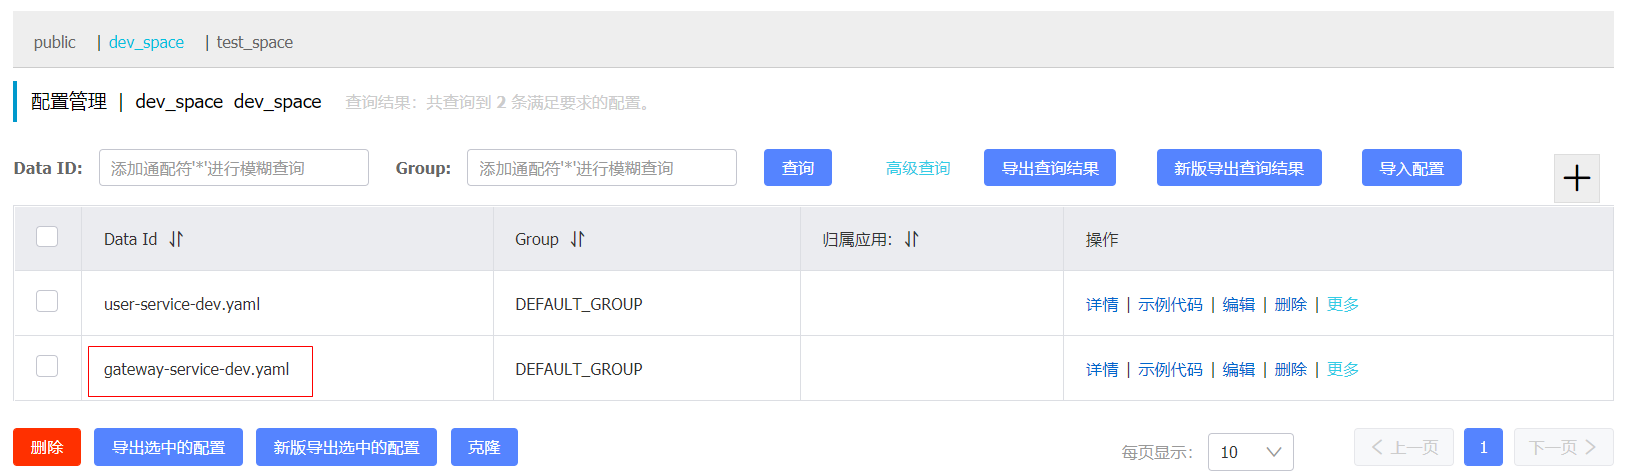 public | dev_space | test_space
配置管理 | dev_space dev_space 查询结果：共查询到 2 条满足要求的配置。
Data ID: 添加通配符'*'进行模糊查询 Group: 添加通配符'*'进行模糊查询 查询 高级查询 导出查询结果 新版导出查询结果 导入配置
Data Id Group 归属应用: 操作
user-service-dev.yaml DEFAULT_GROUP 详情 | 示例代码 | 编辑 | 删除 | 更多
gateway-service-dev.yaml DEFAULT_GROUP 详情 | 示例代码 | 编辑 | 删除 | 更多
删除 导出选中的配置 新版导出选中的配置 克隆 每页显示: 10 上一页 1 下一页